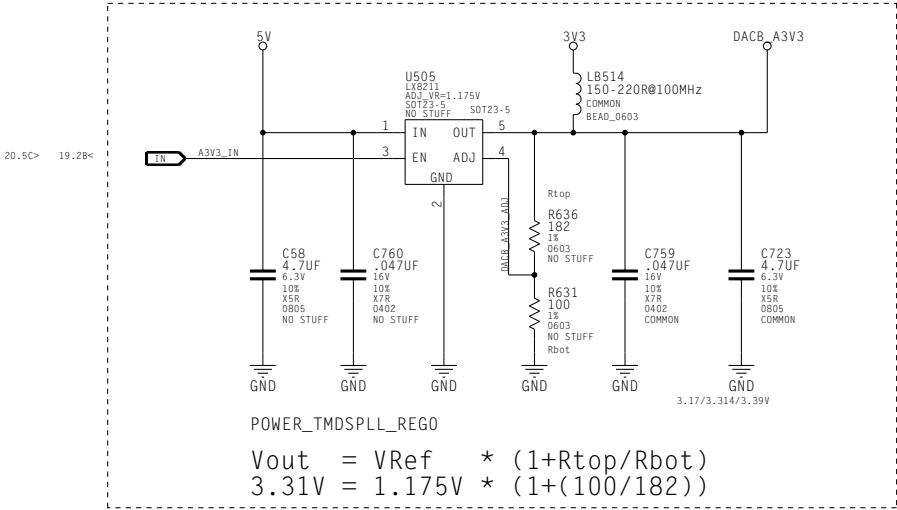 5V
3V3
DACB_A3V3
U505
LX8211
ADJ_VR=1.175V
SOT23-5
NO STUFF
SOT23-5
LB514
150-220R@100MHz
COMMON
BEAD_0603
1
IN
OUT
5
20.5C>
19.2B<
IN
A3V3_IN
3
EN
ADJ
4
GND
2
DACB_A3V3_ADJ
Rtop
R636
182
1%
0603
NO STUFF
C58
4.7UF
6.3V
10%
X5R
0805
NO STUFF
C760
.047UF
16V
10%
X7R
0402
NO STUFF
R631
100
1%
0603
NO STUFF
Rbot
C759
.047UF
16V
10%
X7R
0402
COMMON
C723
4.7UF
6.3V
10%
X5R
0805
COMMON
GND
GND
GND
GND
GND
GND
3.17/3.314/3.39V
POWER_TMDSPLL_REGO
Vout = VRef * (1+Rtop/Rbot)
3.31V = 1.175V * (1+(100/182))